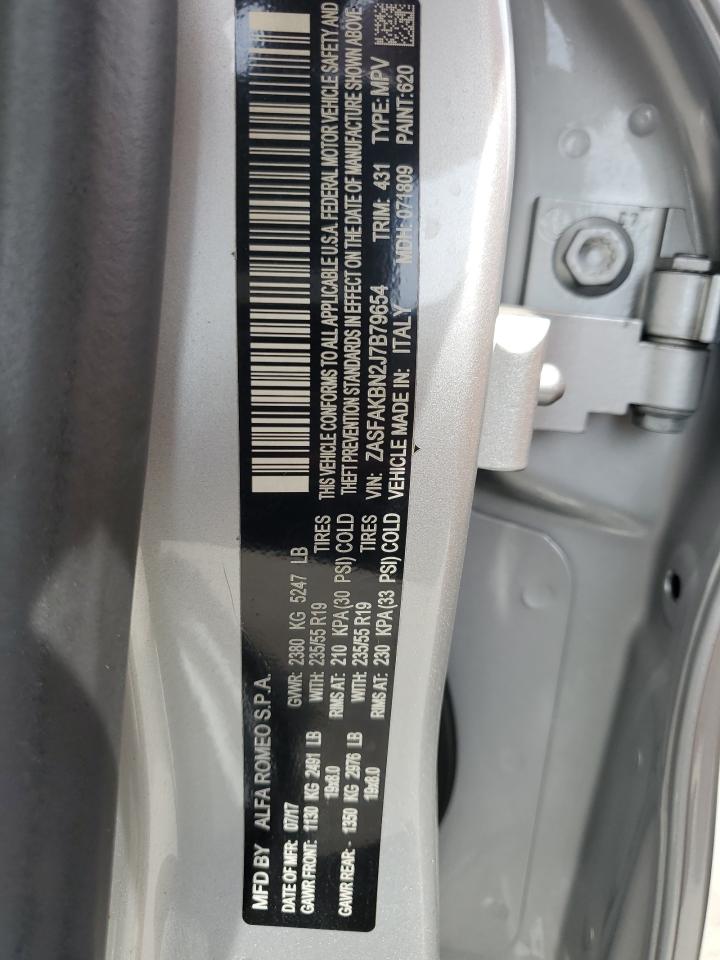 MFD BY ALFA ROMEO S.P.A.
DATE OF MFR: 07/17 GVWR: 2380 KG 5247 LB
GAWR FRONT: 1130 KG 2491 LB WITH: 235/55 R19 TIRES
19x8.0 RIMS AT: 210 KPA(30 PSI) COLD
GAWR REAR:- 1350 KG 2976 LB WITH: 235/55 R19 TIRES
19x8.0 RIMS AT: 230 KPA(33 PSI) COLD
THIS VEHICLE CONFORMS TO ALL APPLICABLE U.S.A. FEDERAL MOTOR VEHICLE SAFETY AND
THEFT PREVENTION STANDARDS IN EFFECT ON THE DATE OF MANUFACTURE SHOWN ABOVE.
VIN: ZASFAKBN2J7B79654 TRIM: 431 TYPE: MPV
VEHICLE MADE IN: ITALY MDH: 071809 PAINT: 620